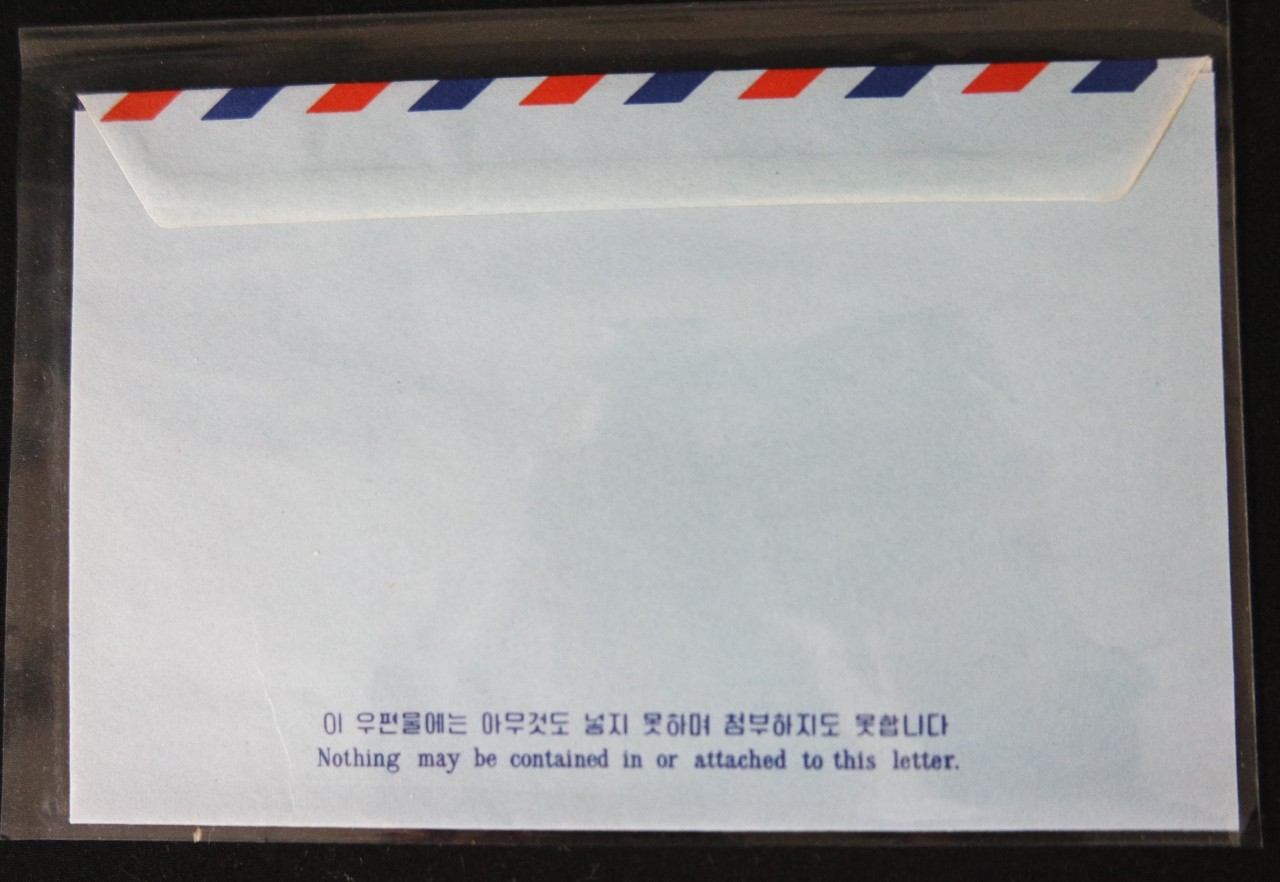 이 우편물에는 아무것도 넣지 못하며 첨부하지도 못합니다
Nothing may be contained in or attached to this letter.